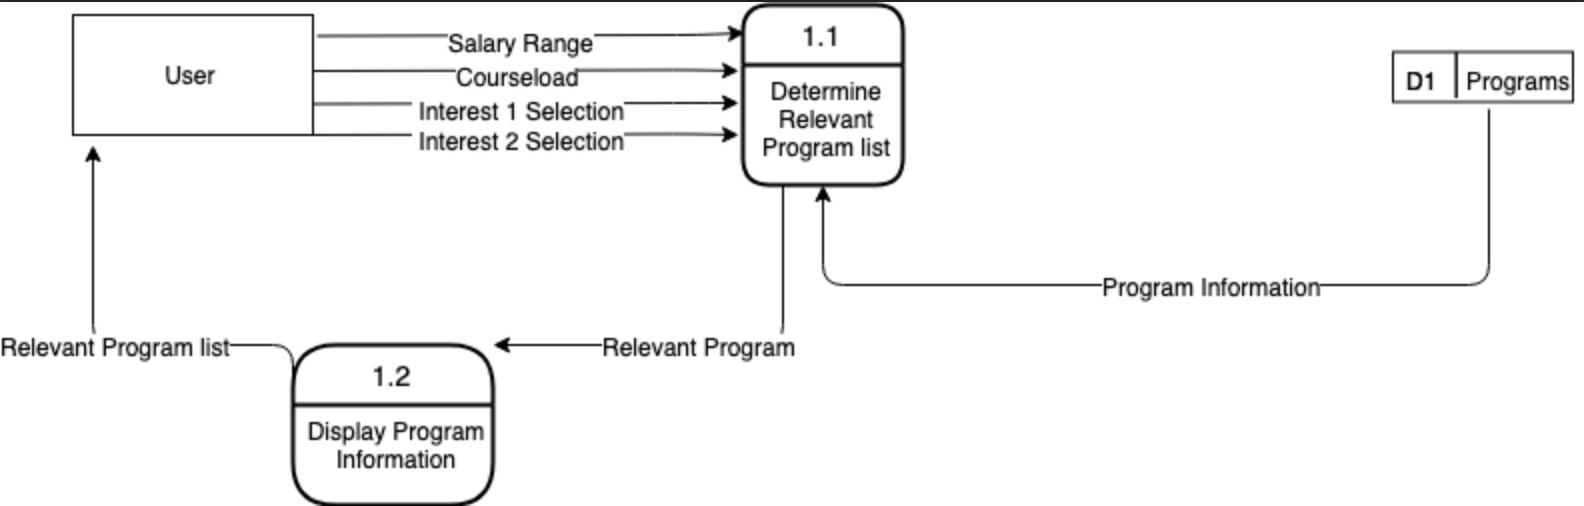 User
Salary Range
Courseload
Interest 1 Selection
Interest 2 Selection
1.1
Determine
Relevant
Program list
D1 Programs
Program Information
Relevant Program
Relevant Program list
1.2
Display Program
Information